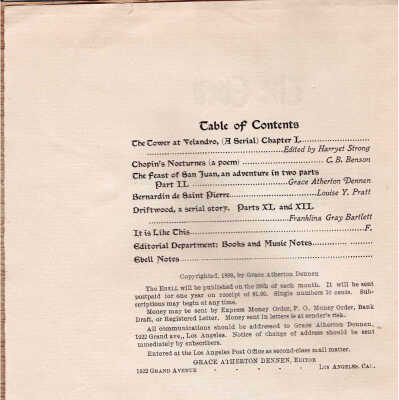 Table of Contents
The Tower at Velandro, (A Serial) Chapter I.
Edited by Harryet Strong
Chopin's Nocturnes (a poem) C. B. Benson
The Feast of San Juan, an adventure in two parts
Part II. Grace Atherton Dennen
Bernardin de Saint Pierre Louise Y. Pratt
Driftwood, a serial story. Parts XI. and XII.
Franklina Gray Bartlett
It is Like This F.
Editorial Department: Books and Music Notes
Ebell Notes
Copyrighted, 1899, by Grace Atherton Dennen
The EBELL will be published on the 20th of each month. It will be sent
postpaid for one year on receipt of $1.00. Single numbers 10 cents. Sub-
scriptions may begin at any time.
Money may be sent by Express Money Order, P. O. Money Order, Bank
Draft, or Registered Letter. Money sent in letters is at sender's risk.
All communications should be addressed to Grace Atherton Dennen,
1922 Grand ave., Los Angeles. Notice of change of address should be sent
immediately by subscribers.
Entered at the Los Angeles Post Office as second-class mail matter.
GRACE ATHERTON DENNEN, EDITOR
1922 GRAND AVENUE LOS ANGELES, CAL.